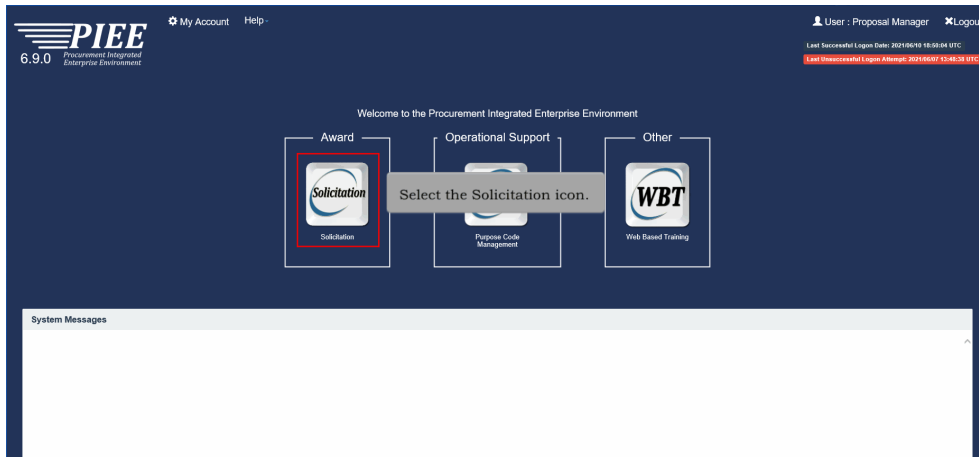 PIEE
6.9.0 Procurement Integrated
Enterprise Environment
My Account Help -
User : Proposal Manager ✖Logou
Last Successful Logon Date: 2021/06/10 18:50:04 UTC
Last Unsuccessful Logon Attempt: 2021/06/07 13:48:38 UTC
Welcome to the Procurement Integrated Enterprise Environment
Award
Solicitation
Solicitation
Operational Support
Select the Solicitation icon.
Purpose Code
Management
Other
WBT
Web Based Training
System Messages